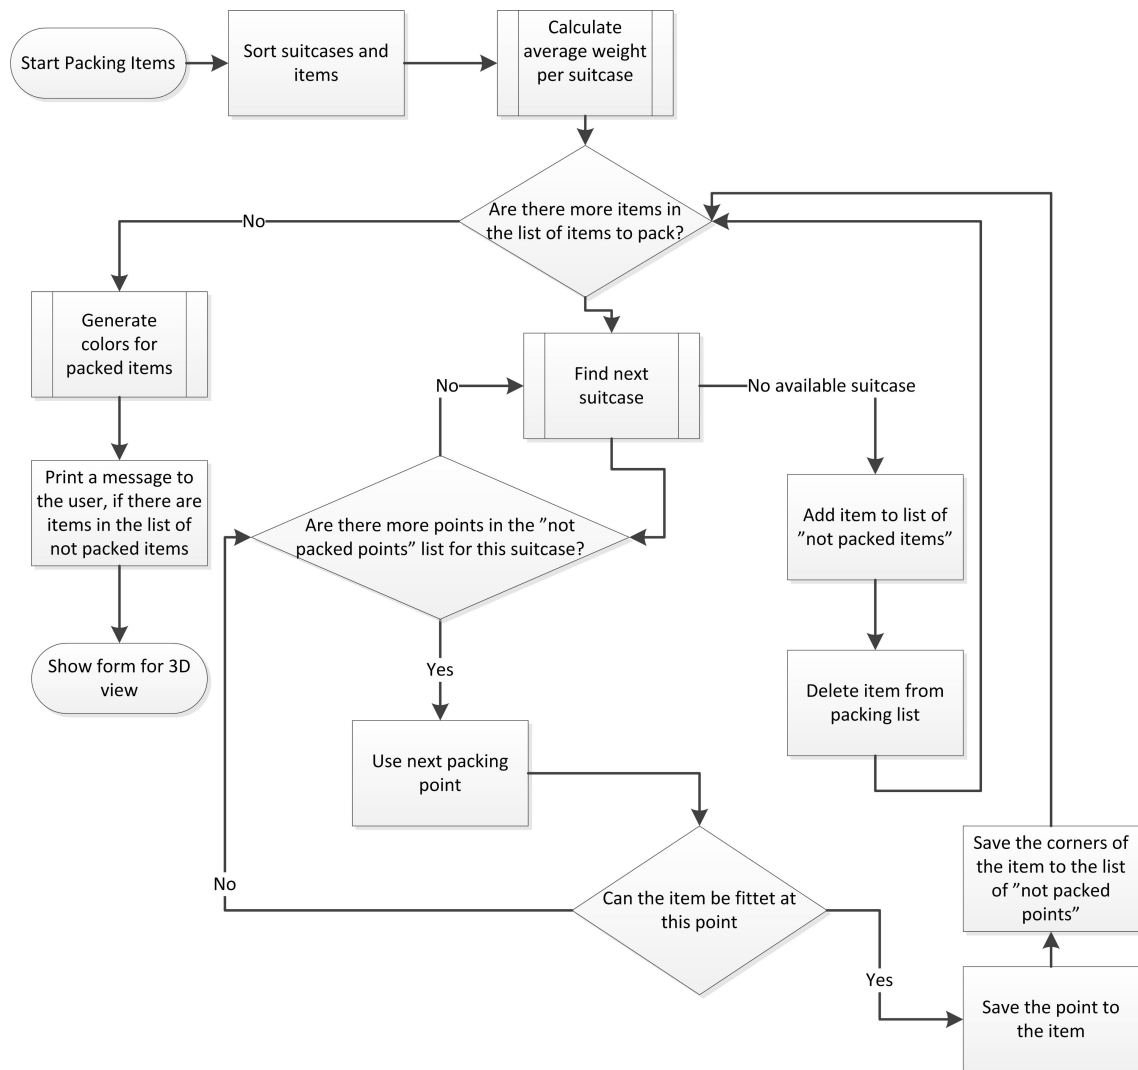 Start Packing Items
Sort suitcases and
items
Calculate
average weight
per suitcase
Are there more items in
the list of items to pack?
No
Generate
colors for
packed items
Find next
suitcase
No
No available suitcase
Print a message to
the user, if there are
items in the list of
not packed items
Are there more points in the ”not
packed points” list for this suitcase?
Add item to list of
”not packed items”
Show form for 3D
view
Yes
Delete item from
packing list
Use next packing
point
No
Can the item be fittet at
this point
Save the corners of
the item to the list
of ”not packed
points”
Yes
Save the point to
the item